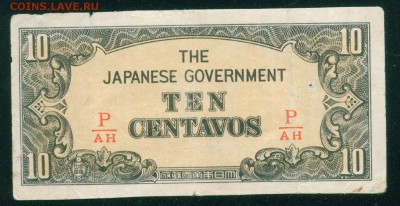 COINS.LAVE.RU
10 10
THE
JAPANESE GOVERNMENT
TEN
P
AH
P
AH
CENTAVOS
10 10